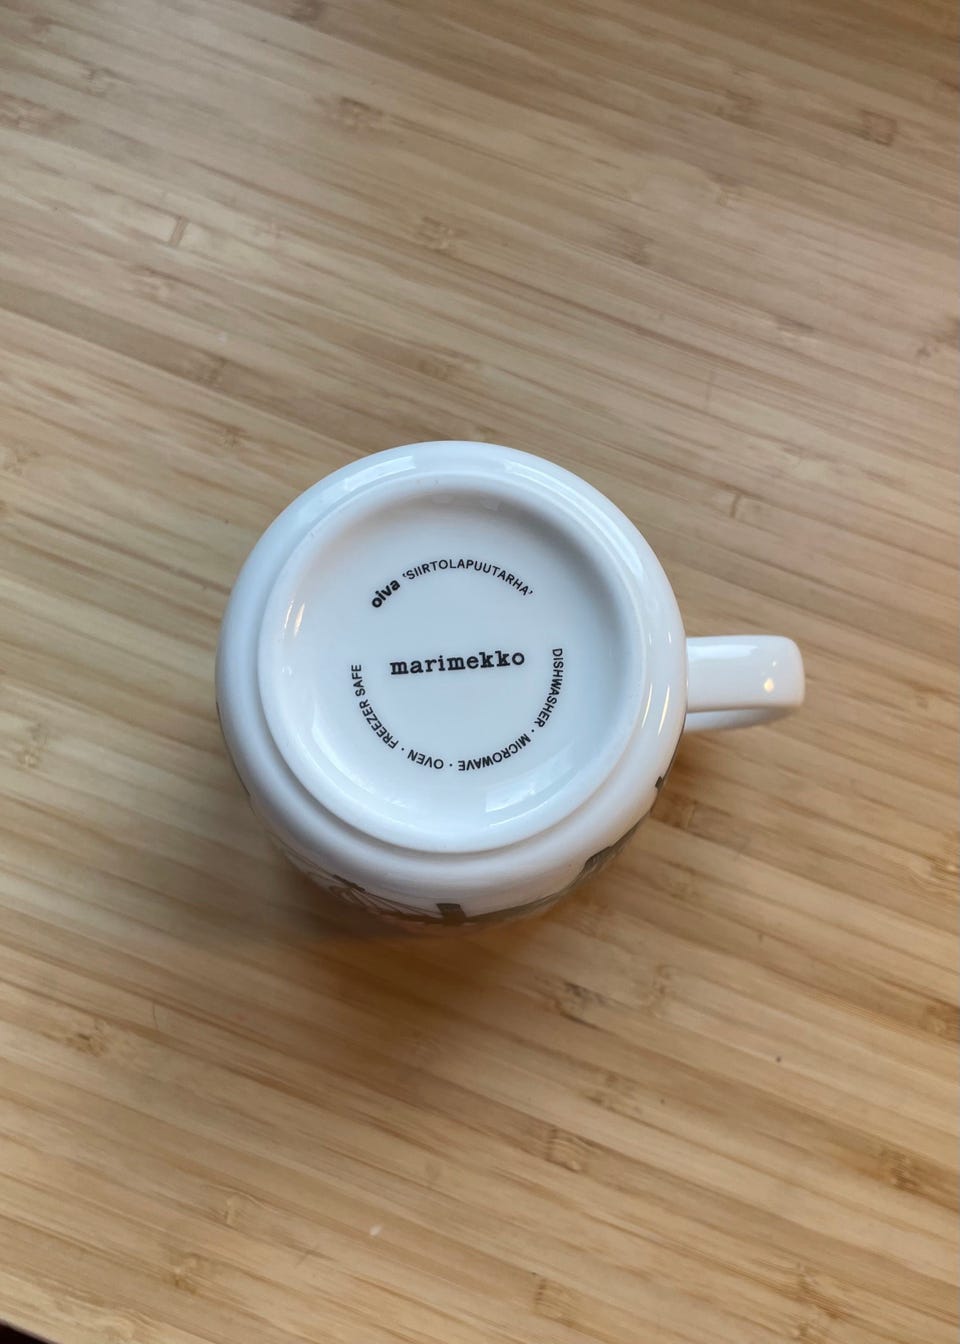 oiva 'SIIRTOLAPUUTARHA'
marimekko
DISHWASHER · MICROWAVE · OVEN · FREEZER SAFE